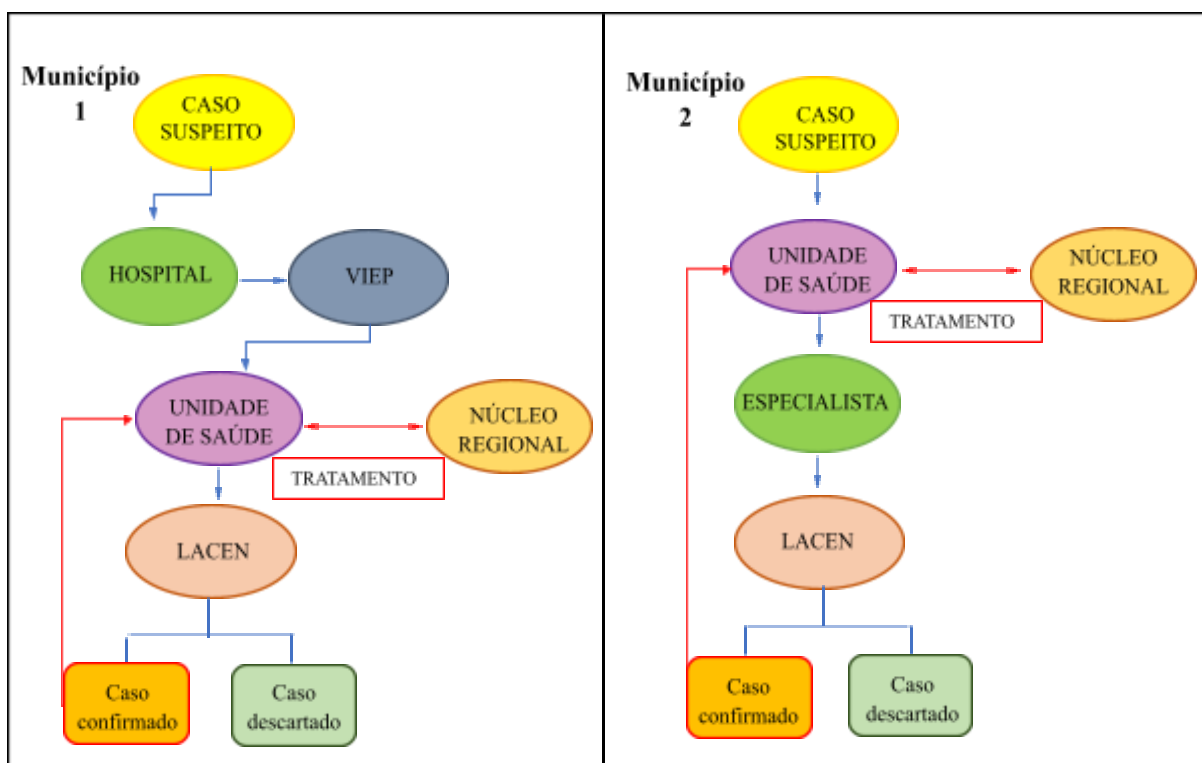 Município
1
CASO
SUSPEITO
HOSPITAL
VIEP
UNIDADE
DE SAÚDE
NÚCLEO
REGIONAL
TRATAMENTO
LACEN
Caso
confirmado
Caso
descartado
Município
2
CASO
SUSPEITO
UNIDADE
DE SAÚDE
NÚCLEO
REGIONAL
TRATAMENTO
ESPECIALISTA
LACEN
Caso
confirmado
Caso
descartado